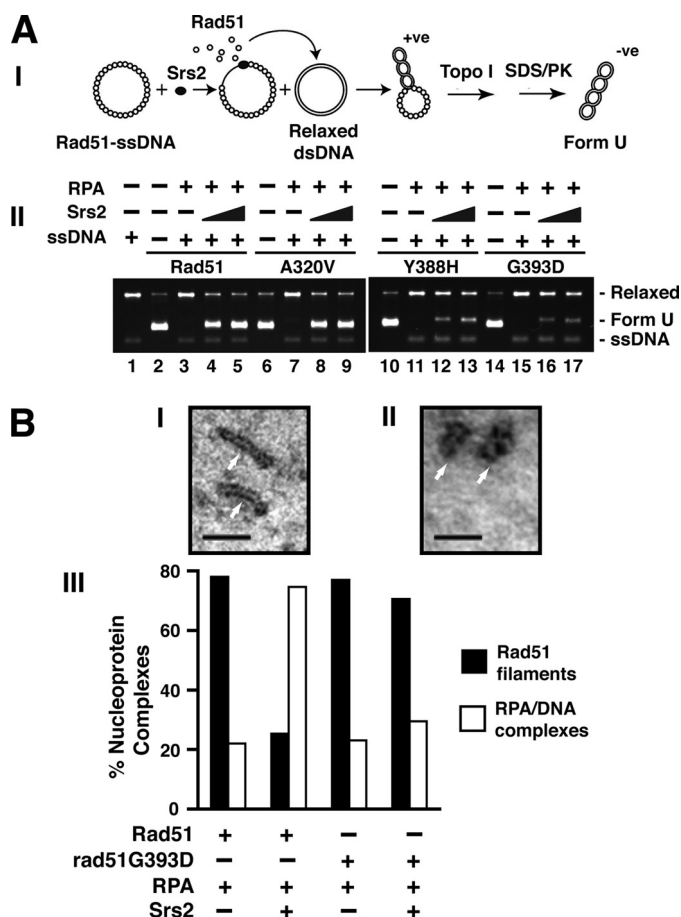 A
I
Rad51
+ve
-ve
Srs2
Topo I
SDS/PK
+
+
Rad51-ssDNA
Relaxed
dsDNA
Form U
II
RPA – – + + + – + + + – + + + – + + +
Srs2 – – – – – – – – –
ssDNA + – + + + – + + + – + + + – + + +
Rad51 A320V Y388H G393D
- Relaxed
- Form U
- ssDNA
1 2 3 4 5 6 7 8 9 10 11 12 13 14 15 16 17
B
I
II
III
80
60
40
20
0
% Nucleoprotein
Complexes
Rad51
filaments
RPA/DNA
complexes
Rad51 + + – –
rad51G393D – – + +
RPA + + + +
Srs2 – + – +